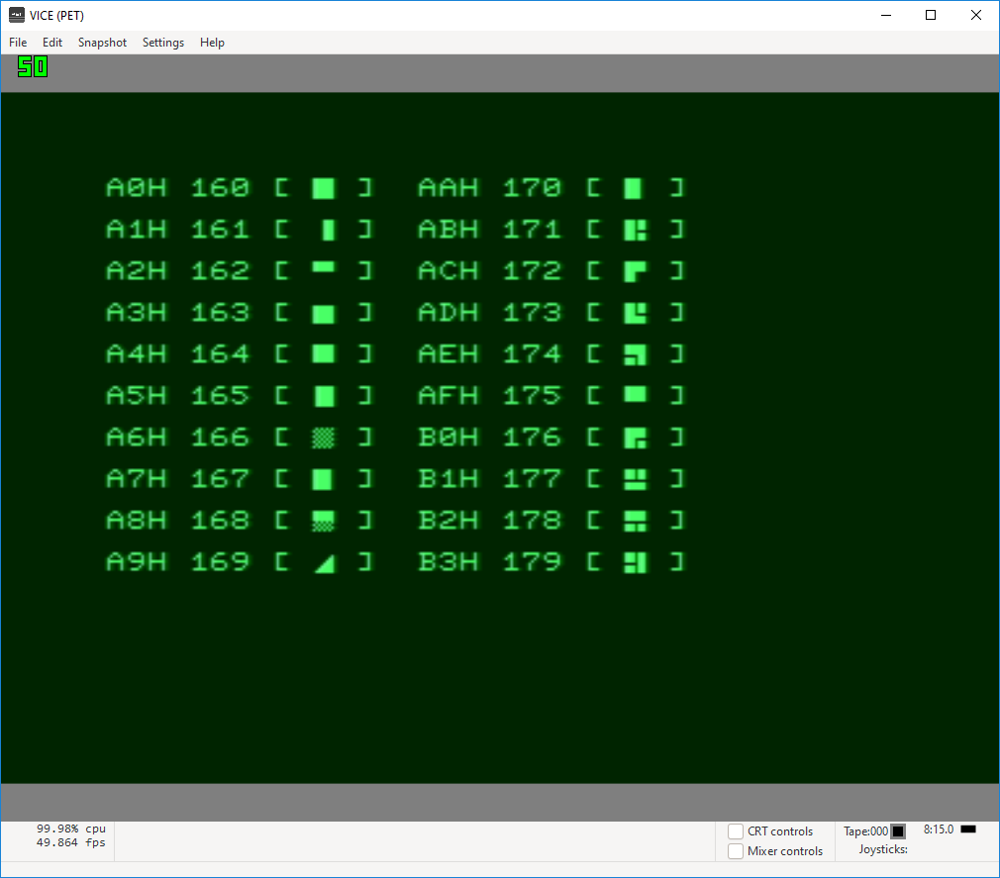 VICE (PET)
File Edit Snapshot Settings Help
50
A0H 160 [ ] AAH 170 [ ]
A1H 161 [ ] ABH 171 [ ]
A2H 162 [ ] ACH 172 [ ]
A3H 163 [ ] ADH 173 [ ]
A4H 164 [ ] AEH 174 [ ]
A5H 165 [ ] AFH 175 [ ]
A6H 166 [ ] B0H 176 [ ]
A7H 167 [ ] B1H 177 [ ]
A8H 168 [ ] B2H 178 [ ]
A9H 169 [ ] B3H 179 [ ]
99.98% cpu CRT controls Tape:000 8:15.0
49.864 fps Mixer controls Joysticks: